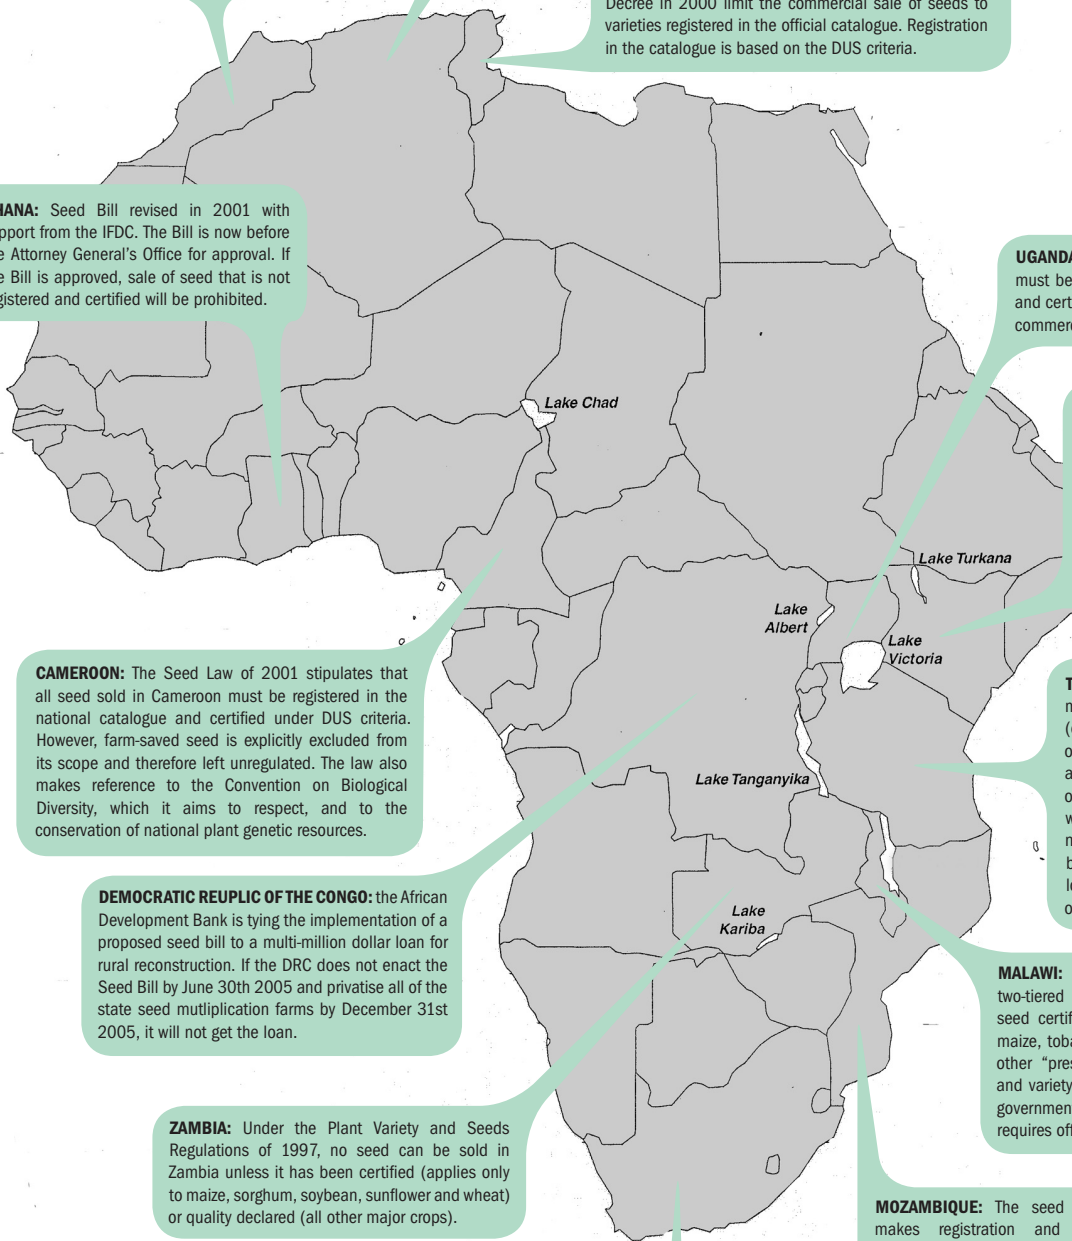 Decree in 2000 limit the commercial sale of seeds to
varieties registered in the official catalogue. Registration
in the catalogue is based on the DUS criteria.
HANA: Seed Bill revised in 2001 with
pport from the IFDC. The Bill is now before
e Attorney General's Office for approval. If
e Bill is approved, sale of seed that is not
gistered and certified will be prohibited.
UGANDA
must be
and cert
commer
Lake Chad
Lake Turkana
Lake
Albert
Lake
Victoria
CAMEROON: The Seed Law of 2001 stipulates that
all seed sold in Cameroon must be registered in the
national catalogue and certified under DUS criteria.
However, farm-saved seed is explicitly excluded from
its scope and therefore left unregulated. The law also
makes reference to the Convention on Biological
Diversity, which it aims to respect, and to the
conservation of national plant genetic resources.
T
n
(
o
a
o
w
n
b
le
o
Lake Tanganyika
DEMOCRATIC REUPLIC OF THE CONGO: the African
Development Bank is tying the implementation of a
proposed seed bill to a multi-million dollar loan for
rural reconstruction. If the DRC does not enact the
Seed Bill by June 30th 2005 and privatise all of the
state seed mutliplication farms by December 31st
2005, it will not get the loan.
Lake
Kariba
MALAWI:
two-tiered
seed certif
maize, toba
other "pres
and variety
government
requires off
ZAMBIA: Under the Plant Variety and Seeds
Regulations of 1997, no seed can be sold in
Zambia unless it has been certified (applies only
to maize, sorghum, soybean, sunflower and wheat)
or quality declared (all other major crops).
MOZAMBIQUE: The seed
makes registration and